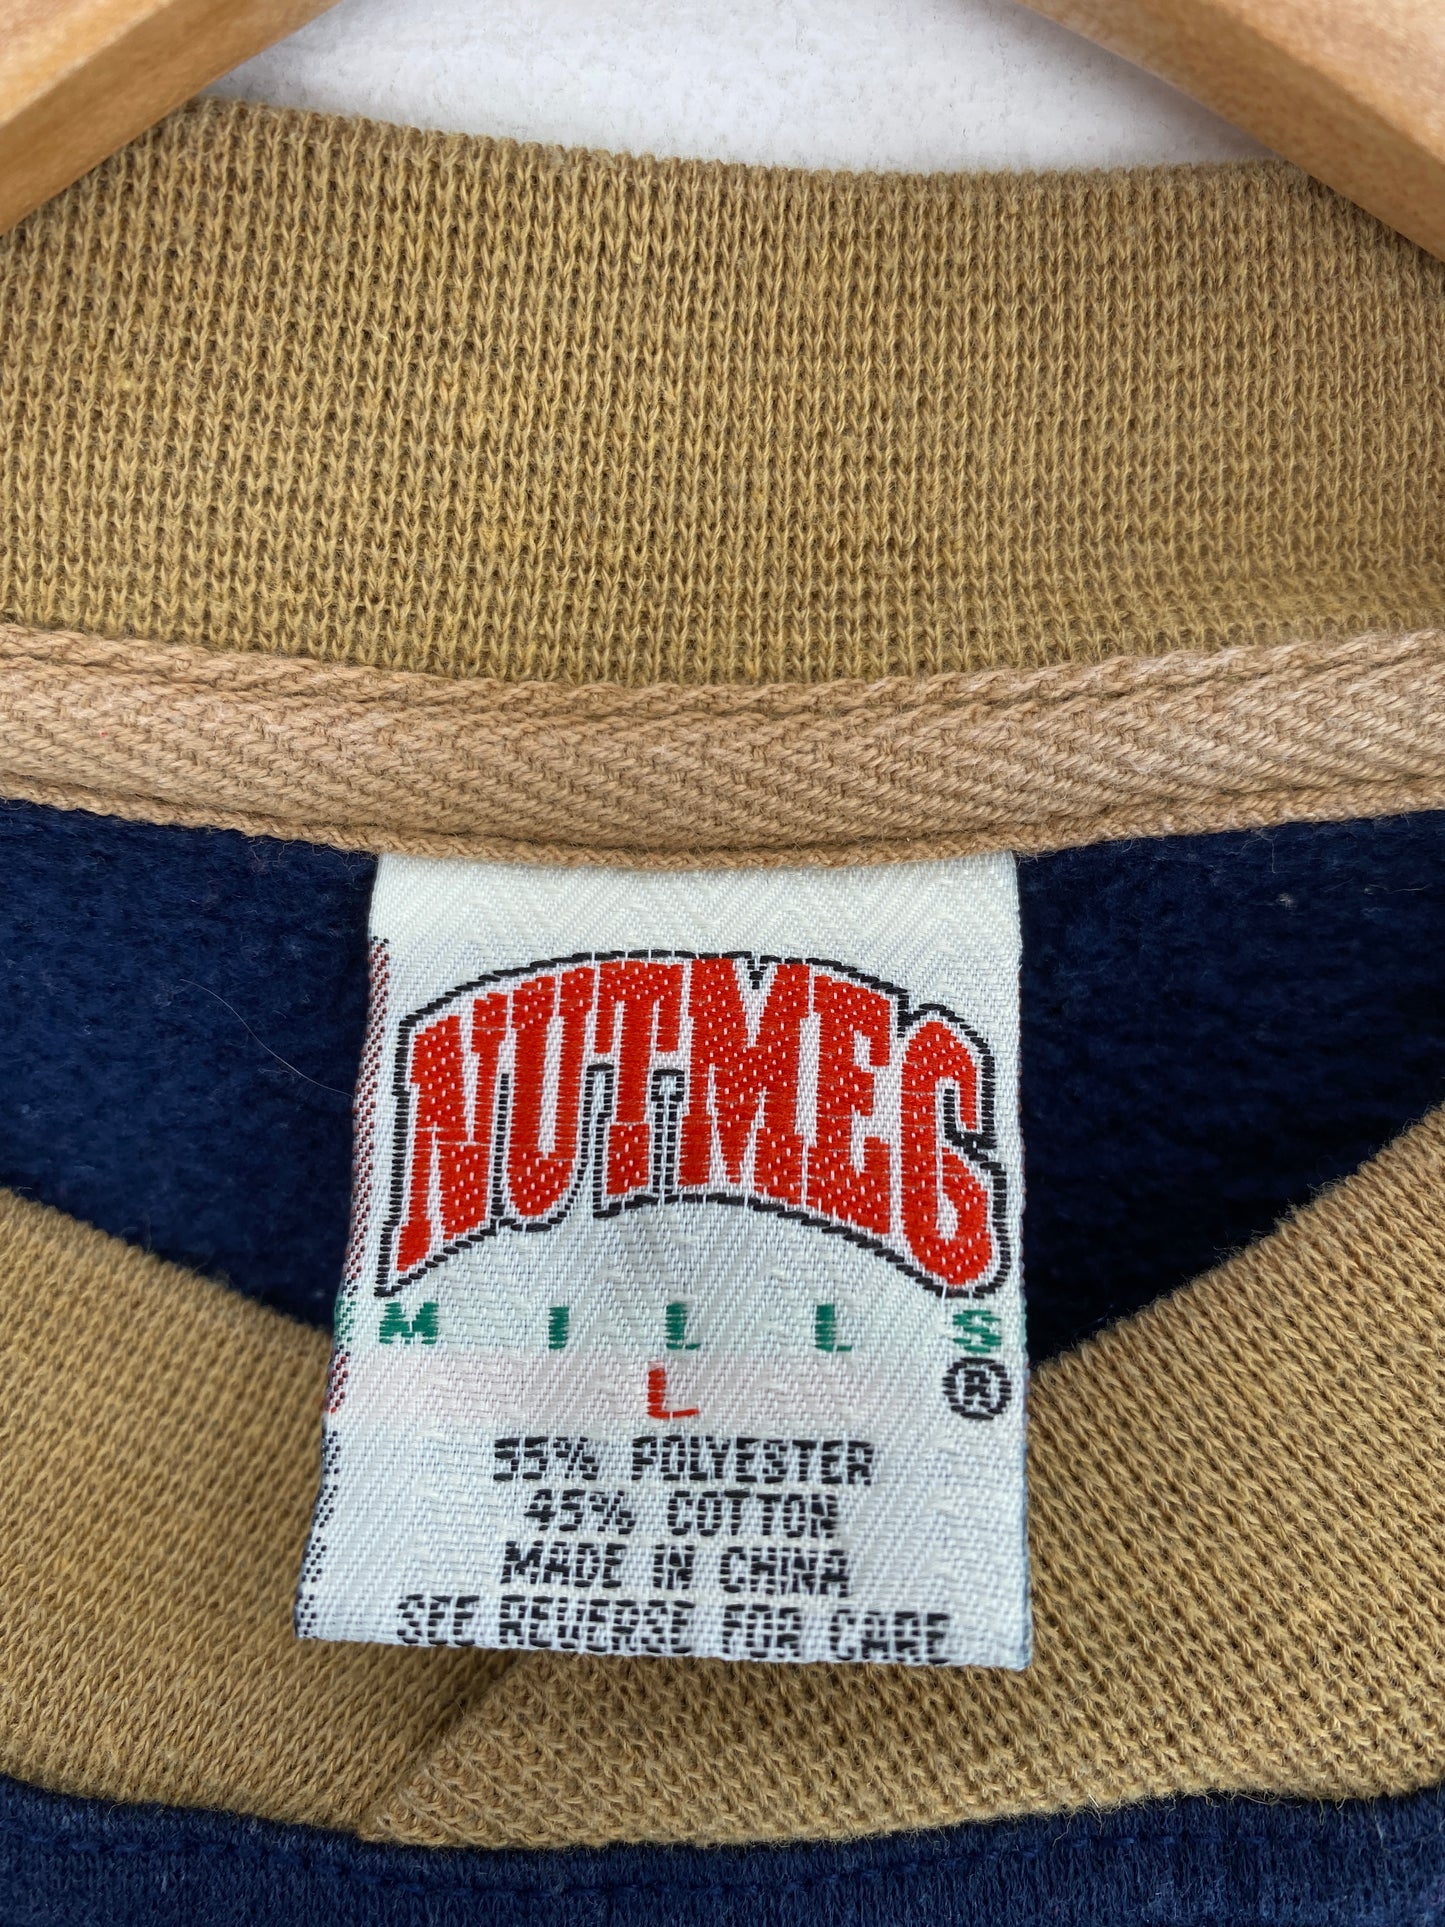 NUTMEG
MILLS
L ®
55% POLYESTER
45% COTTON
MADE IN CHINA
SEE REVERSE FOR CARE